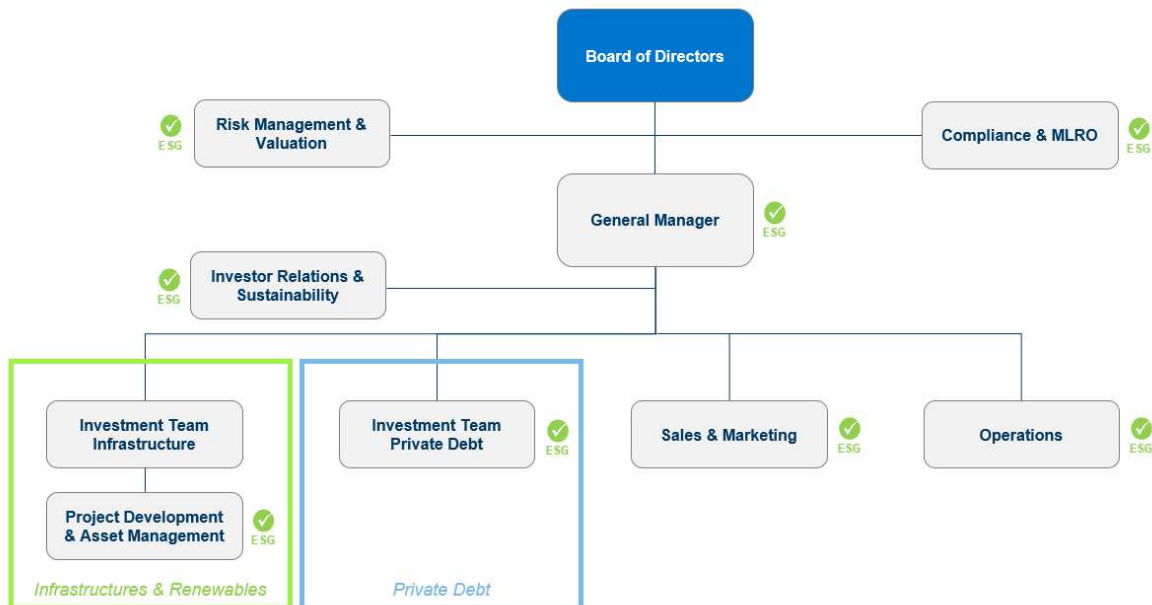 Board of Directors
Risk Management &
Valuation
ESG
Compliance & MLRO
ESG
General Manager
ESG
Investor Relations &
Sustainability
ESG
Investment Team
Infrastructure
Investment Team
Private Debt
ESG
Sales & Marketing
ESG
Operations
ESG
Project Development
& Asset Management
ESG
Infrastructures & Renewables
Private Debt